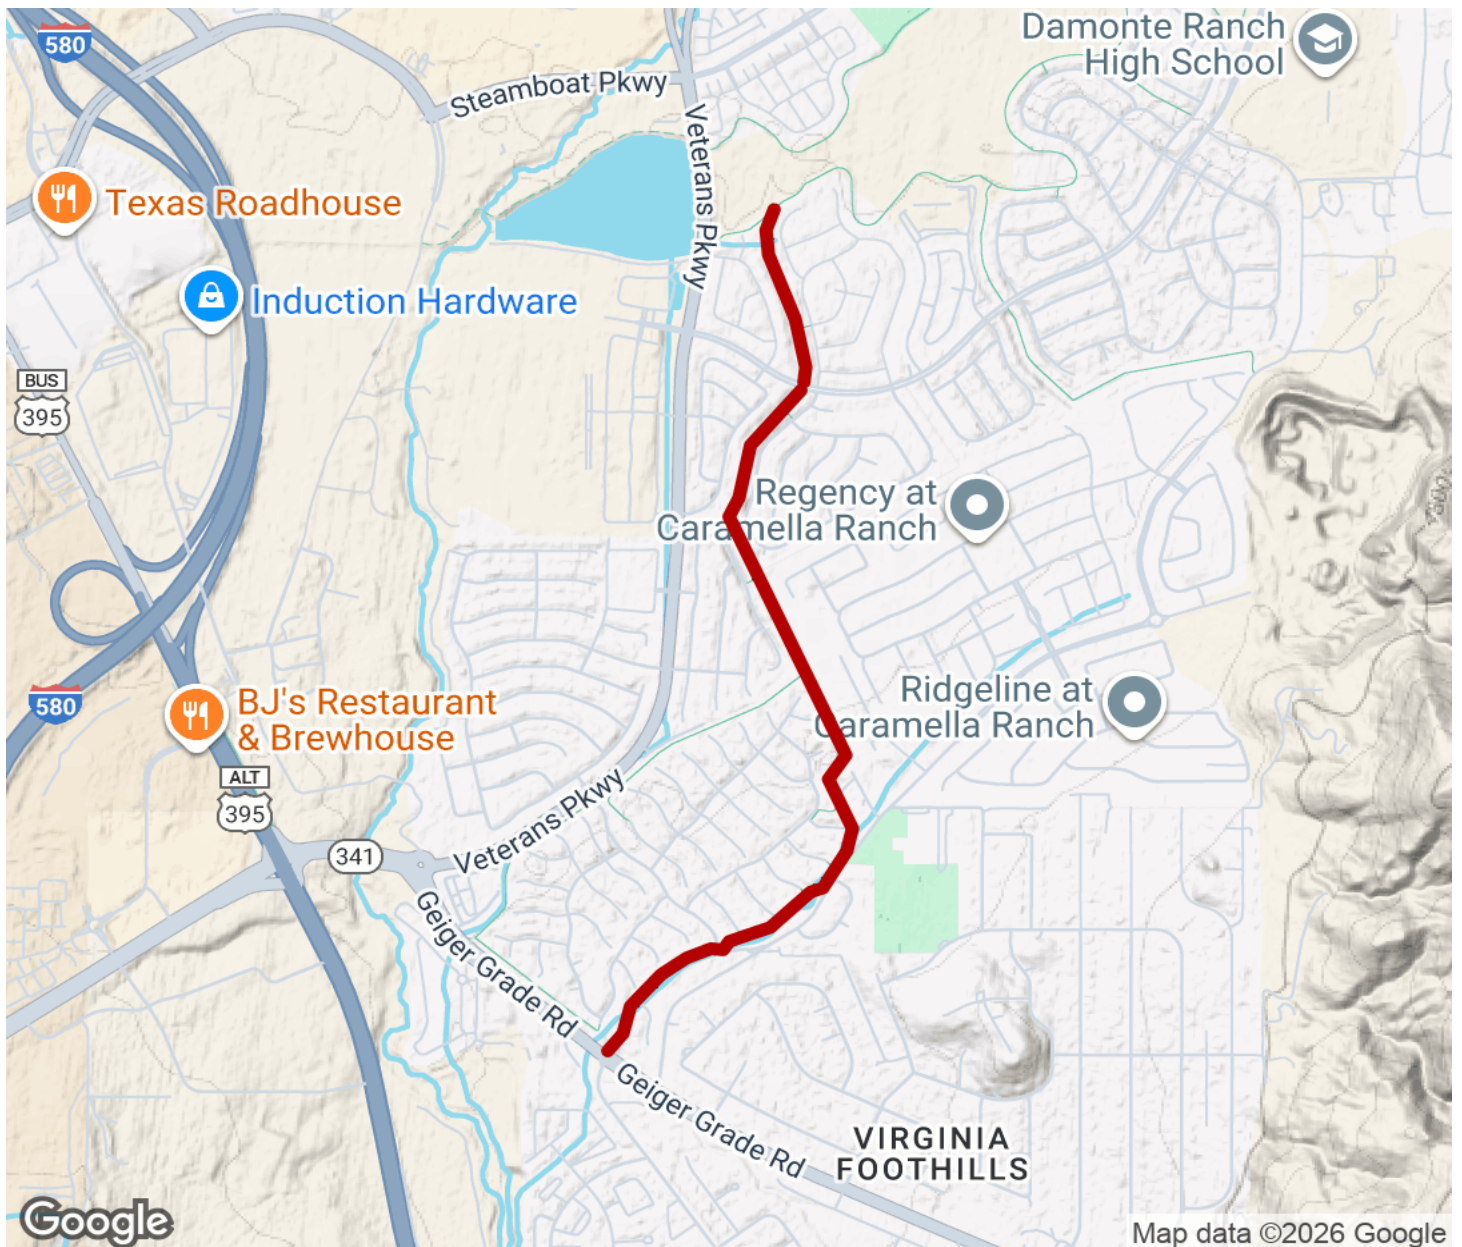 580
Damonte Ranch
High School
Steamboat Pkwy
Veterans Pkwy
Texas Roadhouse
Induction Hardware
BUS
395
Regency at
Caramella Ranch
580
BJ's Restaurant
& Brewhouse
Ridgeline at
Caramella Ranch
ALT
395
Veterans Pkwy
341
Geiger Grade Rd
Geiger Grade Rd
VIRGINIA
FOOTHILLS
Google
Map data ©2026 Google